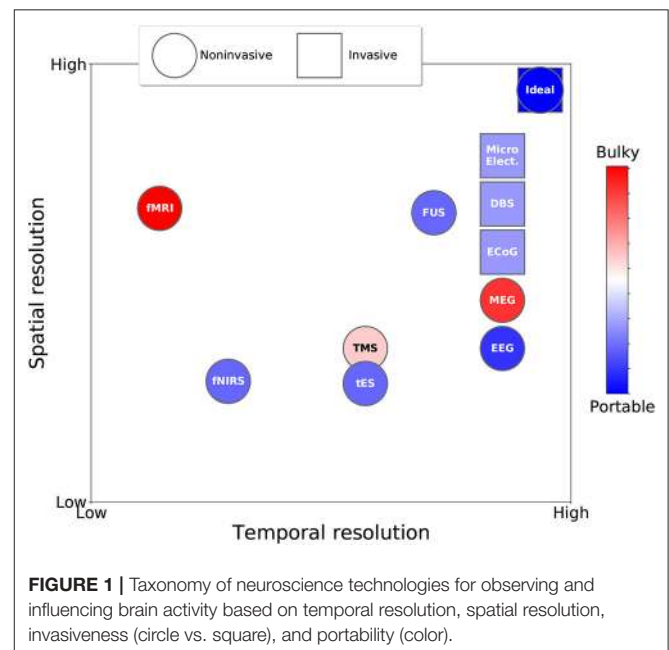 Noninvasive
Invasive
High
Ideal
Micro
Elect.
Bulky
fMRI
FUS
DBS
ECoG
MEG
TMS
EEG
fNIRS
tES
Portable
Spatial resolution
Low
Low
High
Temporal resolution
FIGURE 1 | Taxonomy of neuroscience technologies for observing and
influencing brain activity based on temporal resolution, spatial resolution,
invasiveness (circle vs. square), and portability (color).